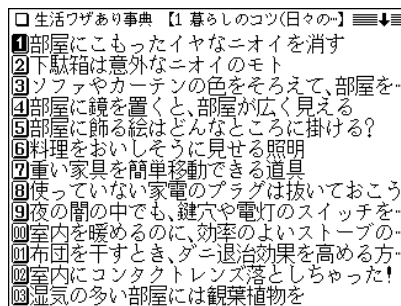 □ 生活ワザあり事典 【1 暮らしのコツ(日々の…】
1 部屋にこもったイヤなニオイを消す
2 下駄箱は意外なニオイのモト
3 ソファやカーテンの色をそろえて、部屋を…
4 部屋に鏡を置くと、部屋が広く見える
5 部屋に飾る絵はどんなところに掛ける?
6 料理をおいしそうに見せる照明
7 重い家具を簡単移動できる道具
8 使っていない家電のプラグは抜いておこう
9 夜の闇の中でも、鍵穴や電灯のスイッチを…
00 室内を暖めるのに、効率のよいストーブの…
01 布団を干すとき、ダニ退治効果を高める方…
02 室内にコンタクトレンズ落としちゃった!
03 湿気の多い部屋には観葉植物を